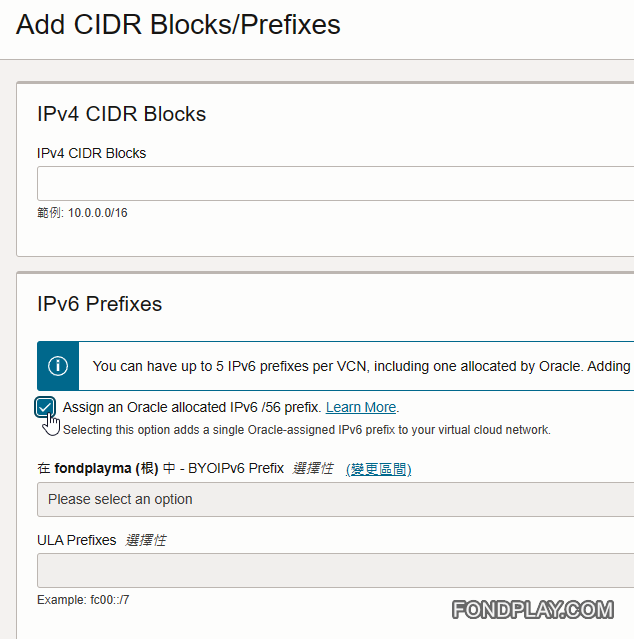 Add CIDR Blocks/Prefixes
IPv4 CIDR Blocks
IPv4 CIDR Blocks
範例: 10.0.0.0/16
IPv6 Prefixes
You can have up to 5 IPv6 prefixes per VCN, including one allocated by Oracle. Adding
Assign an Oracle allocated IPv6 /56 prefix. Learn More.
Selecting this option adds a single Oracle-assigned IPv6 prefix to your virtual cloud network.
在 fondplayma (根) 中 - BYOIPv6 Prefix 選擇性 (變更區間)
Please select an option
ULA Prefixes 選擇性
Example: fc00::/7
FONDPLAY.COM